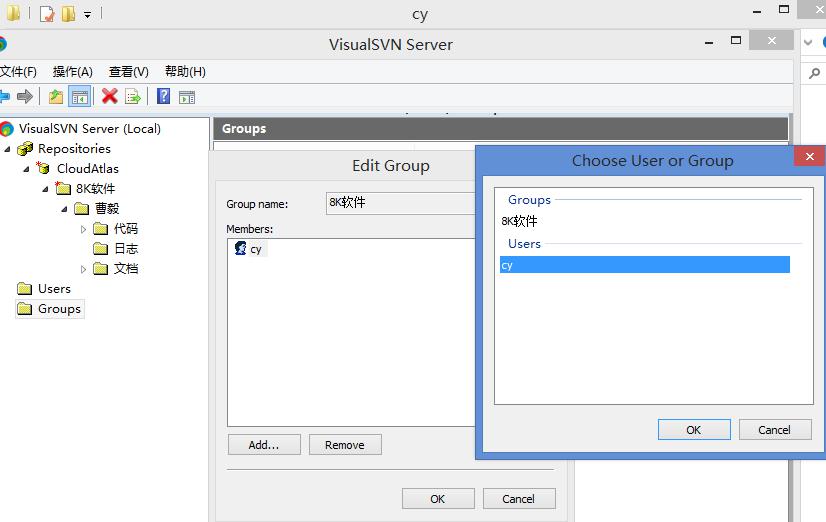 cy
VisualSVN Server
文件(F) 操作(A) 查看(V) 帮助(H)
VisualSVN Server (Local)
Repositories
CloudAtlas
8K软件
曹毅
代码
日志
文档
Users
Groups
Groups
Edit Group
Group name: 8K软件
Members:
cy
Add...
Remove
OK
Cancel
Choose User or Group
Groups
8K软件
Users
cy
OK
Cancel